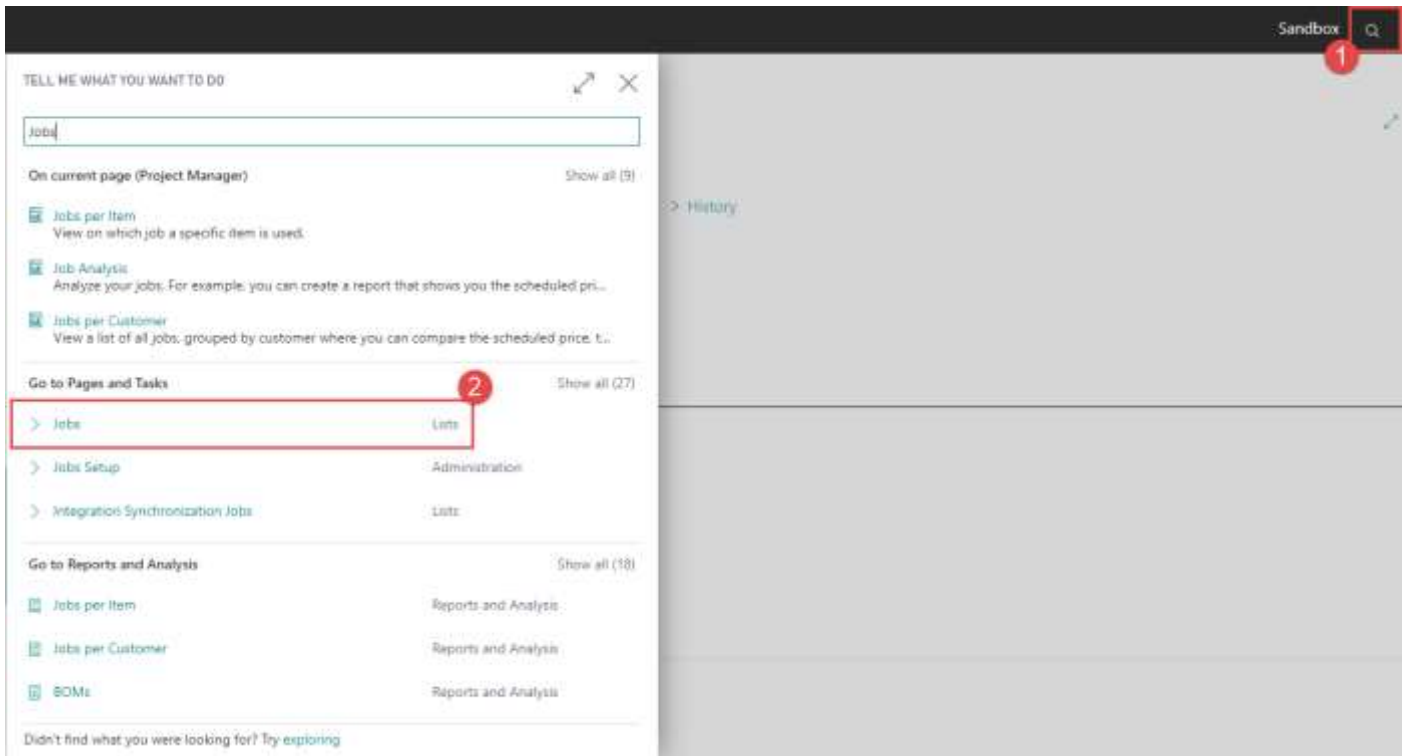 Sandbox
1
TELL ME WHAT YOU WANT TO DO
Jobs
On current page (Project Manager) Show all (9)
Jobs per Item
View on which job a specific item is used.
Job Analysis
Analyze your jobs. For example, you can create a report that shows you the scheduled pri...
Jobs per Customer
View a list of all jobs, grouped by customer where you can compare the scheduled price, t...
> History
Go to Pages and Tasks 2 Show all (27)
> Jobs Lists
> Jobs Setup Administration
> Integration Synchronization Jobs Lists
Go to Reports and Analysis Show all (18)
Jobs per Item Reports and Analysis
Jobs per Customer Reports and Analysis
BOMs Reports and Analysis
Didn't find what you were looking for? Try exploring